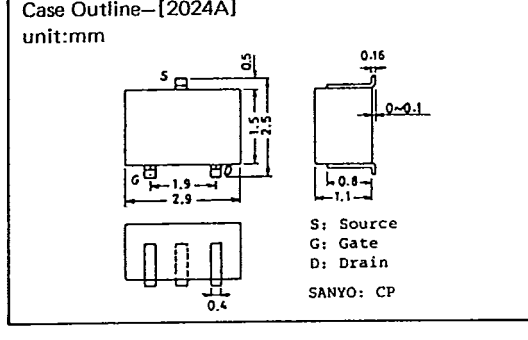 Case Outline—[2024A]
unit:mm
0.16
S
0.5
0~0.1
1.5
2.5
G
D
1.9
2.9
0.8
1.1
S: Source
G: Gate
D: Drain
SANYO: CP
0.4